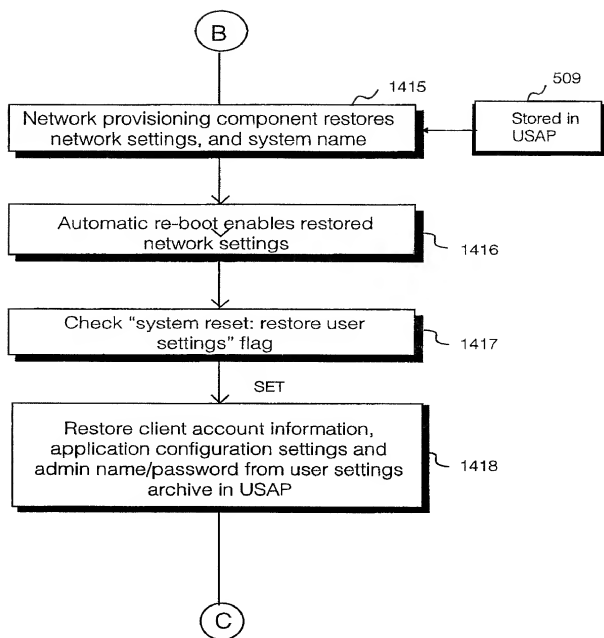 B
1415
509
Network provisioning component restores
network settings, and system name
Stored in
USAP
Automatic re-boot enables restored
network settings
1416
Check “system reset: restore user
settings” flag
1417
SET
Restore client account information,
application configuration settings and
admin name/password from user settings
archive in USAP
1418
C